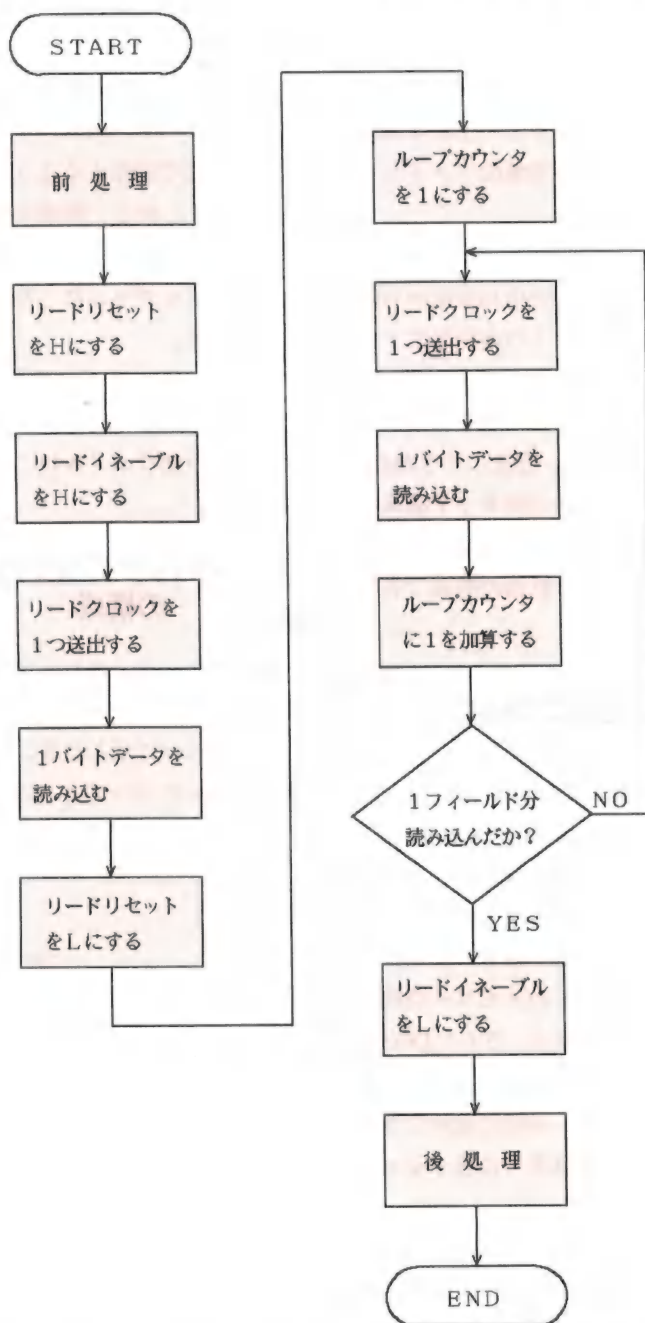 START
前 処 理
リードリセット
をHにする
リードイネーブル
をHにする
リードクロックを
1つ送出する
1バイトデータを
読み込む
リードリセット
をLにする
ループカウンタ
を1にする
リードクロックを
1つ送出する
1バイトデータを
読み込む
ループカウンタ
に1を加算する
1フィールド分
読み込んだか?
NO
YES
リードイネーブル
をLにする
後 処 理
END